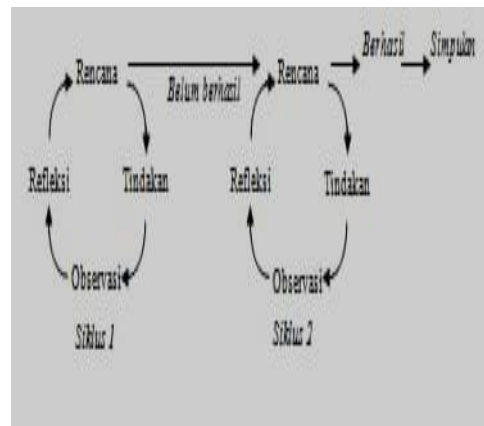 Berhasil Simpulan
Rencana Rencana
Belum berhasil
Refleksi Tindakan Refleksi Tindakan
Observasi Observasi
Siklus 1 Siklus 2